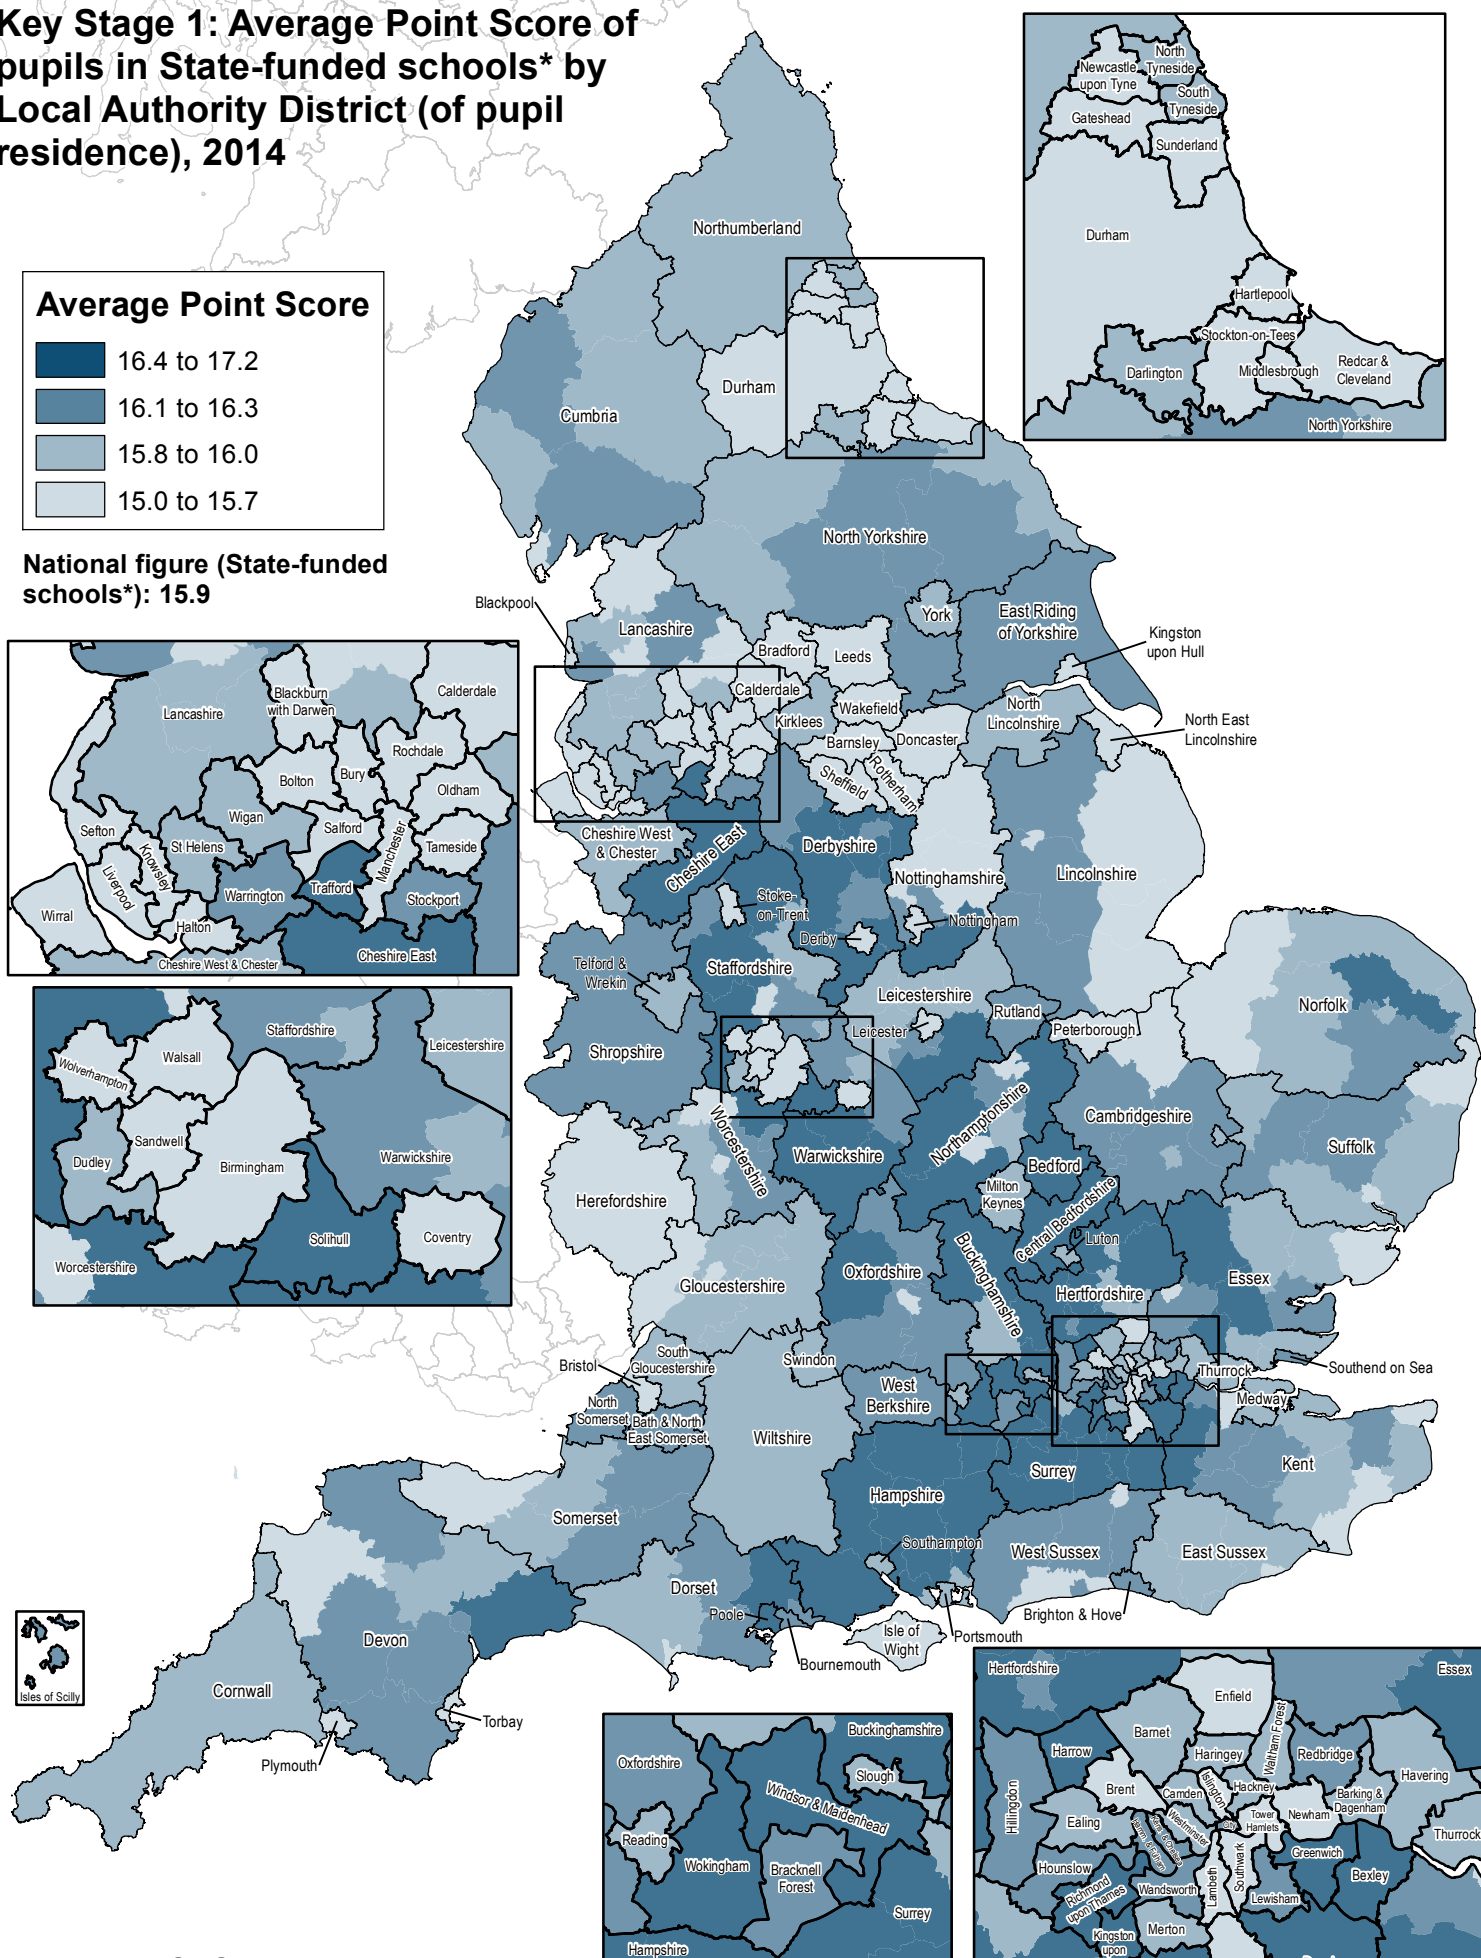 Key Stage 1: Average Point Score of
pupils in State-funded schools* by
Local Authority District (of pupil
residence), 2014
Average Point Score
16.4 to 17.2
16.1 to 16.3
15.8 to 16.0
15.0 to 15.7
National figure (State-funded
schools*): 15.9
North
Tyneside
Newcastle
upon Tyne
South
Tyneside
Gateshead
Sunderland
Durham
Hartlepool
Stockton-on-Tees
Darlington
Middlesbrough
Redcar &
Cleveland
North Yorkshire
Northumberland
Durham
Cumbria
North Yorkshire
York
East Riding
of Yorkshire
Kingston
upon Hull
Blackpool
Lancashire
Bradford
Leeds
Calderdale
Wakefield
Kirklees
North
Lincolnshire
North East
Lincolnshire
Barnsley
Doncaster
Sheffield
Rotherham
Cheshire West
& Chester
Cheshire East
Derbyshire
Nottinghamshire
Lincolnshire
Stoke-
on-Trent
Nottingham
Derby
Telford &
Wrekin
Staffordshire
Leicestershire
Leicester
Rutland
Peterborough
Norfolk
Shropshire
Worcestershire
Warwickshire
Northamptonshire
Cambridgeshire
Suffolk
Herefordshire
Bedford
Milton
Keynes
Central Bedfordshire
Luton
Buckinghamshire
Oxfordshire
Gloucestershire
Hertfordshire
Essex
South
Gloucestershire
Swindon
Bristol
West
Berkshire
Thurrock
Southend on Sea
Medway
North
Somerset
Bath & North
East Somerset
Wiltshire
Surrey
Kent
Hampshire
Somerset
Southampton
West Sussex
East Sussex
Dorset
Poole
Isle of
Wight
Brighton & Hove
Portsmouth
Bournemouth
Devon
Cornwall
Torbay
Plymouth
Isles of Scilly
Lancashire
Blackburn
with Darwen
Calderdale
Rochdale
Bolton
Bury
Oldham
Wigan
Sefton
Salford
Manchester
St Helens
Knowsley
Tameside
Liverpool
Warrington
Trafford
Stockport
Wirral
Halton
Cheshire West & Chester
Cheshire East
Staffordshire
Leicestershire
Walsall
Wolverhampton
Sandwell
Dudley
Birmingham
Warwickshire
Solihull
Coventry
Worcestershire
Buckinghamshire
Oxfordshire
Slough
Windsor & Maidenhead
Reading
Wokingham
Bracknell
Forest
Surrey
Hampshire
Hertfordshire
Essex
Enfield
Barnet
Waltham Forest
Harrow
Haringey
Redbridge
Havering
Brent
Camden
Islington
Hackney
Barking &
Dagenham
Hillingdon
Ealing
Westminster
City
Tower
Hamlets
Newham
Thurrock
Hamm. & Fulham
Kens. & Chelsea
Hounslow
Southwark
Greenwich
Bexley
Richmond
upon Thames
Wandsworth
Lambeth
Lewisham
Merton
Kingston
upon